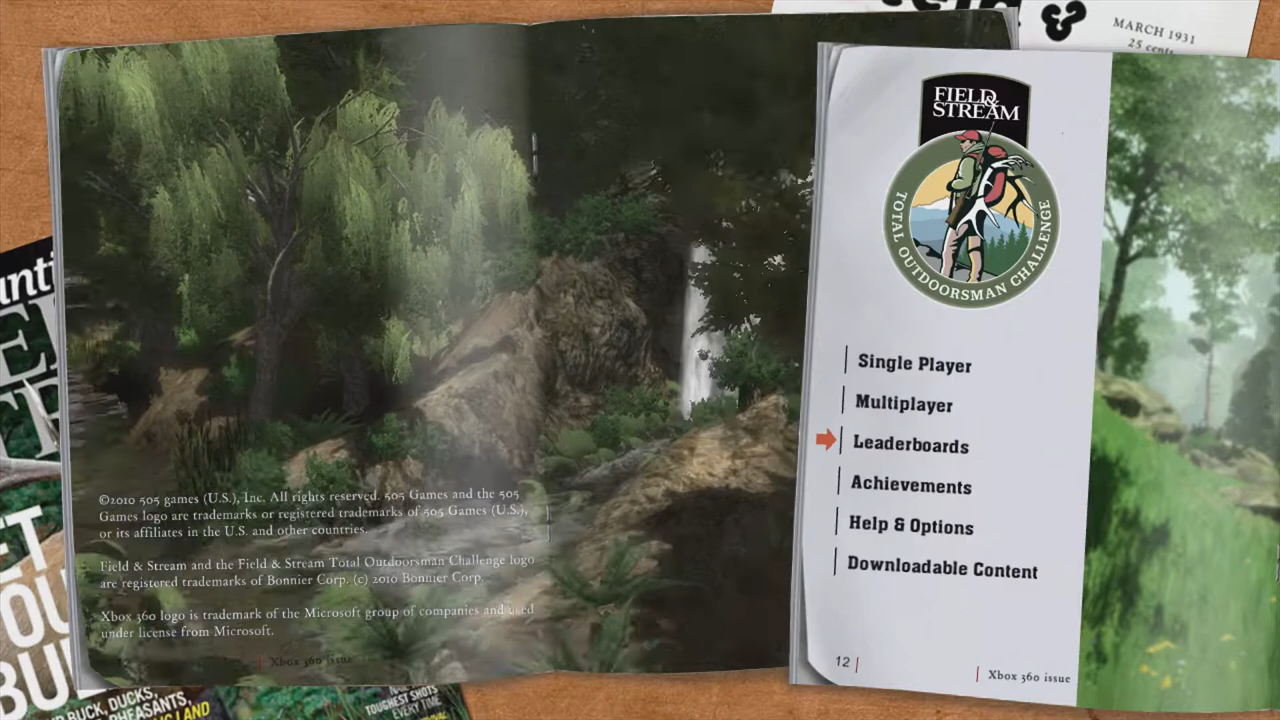 MARCH 1931
25 cents
FIELD &
STREAM
TOTAL OUTDOORSMAN CHALLENGE
Single Player
Multiplayer
Leaderboards
Achievements
Help & Options
Downloadable Content
12
Xbox 360 issue
©2010 505 games (U.S.), Inc. All rights reserved. 505 Games and the 505
Games logo are trademarks or registered trademarks of 505 Games (U.S.),
or its affiliates in the U.S. and other countries.
Field & Stream and the Field & Stream Total Outdoorsman Challenge logo
are registered trademarks of Bonnier Corp. (c) 2010 Bonnier Corp.
Xbox 360 logo is trademark of the Microsoft group of companies and used
under license from Microsoft.
Xbox 360 issue
BUCK, DUCKS,
TOUGHEST SHOTS
EVERY TIME